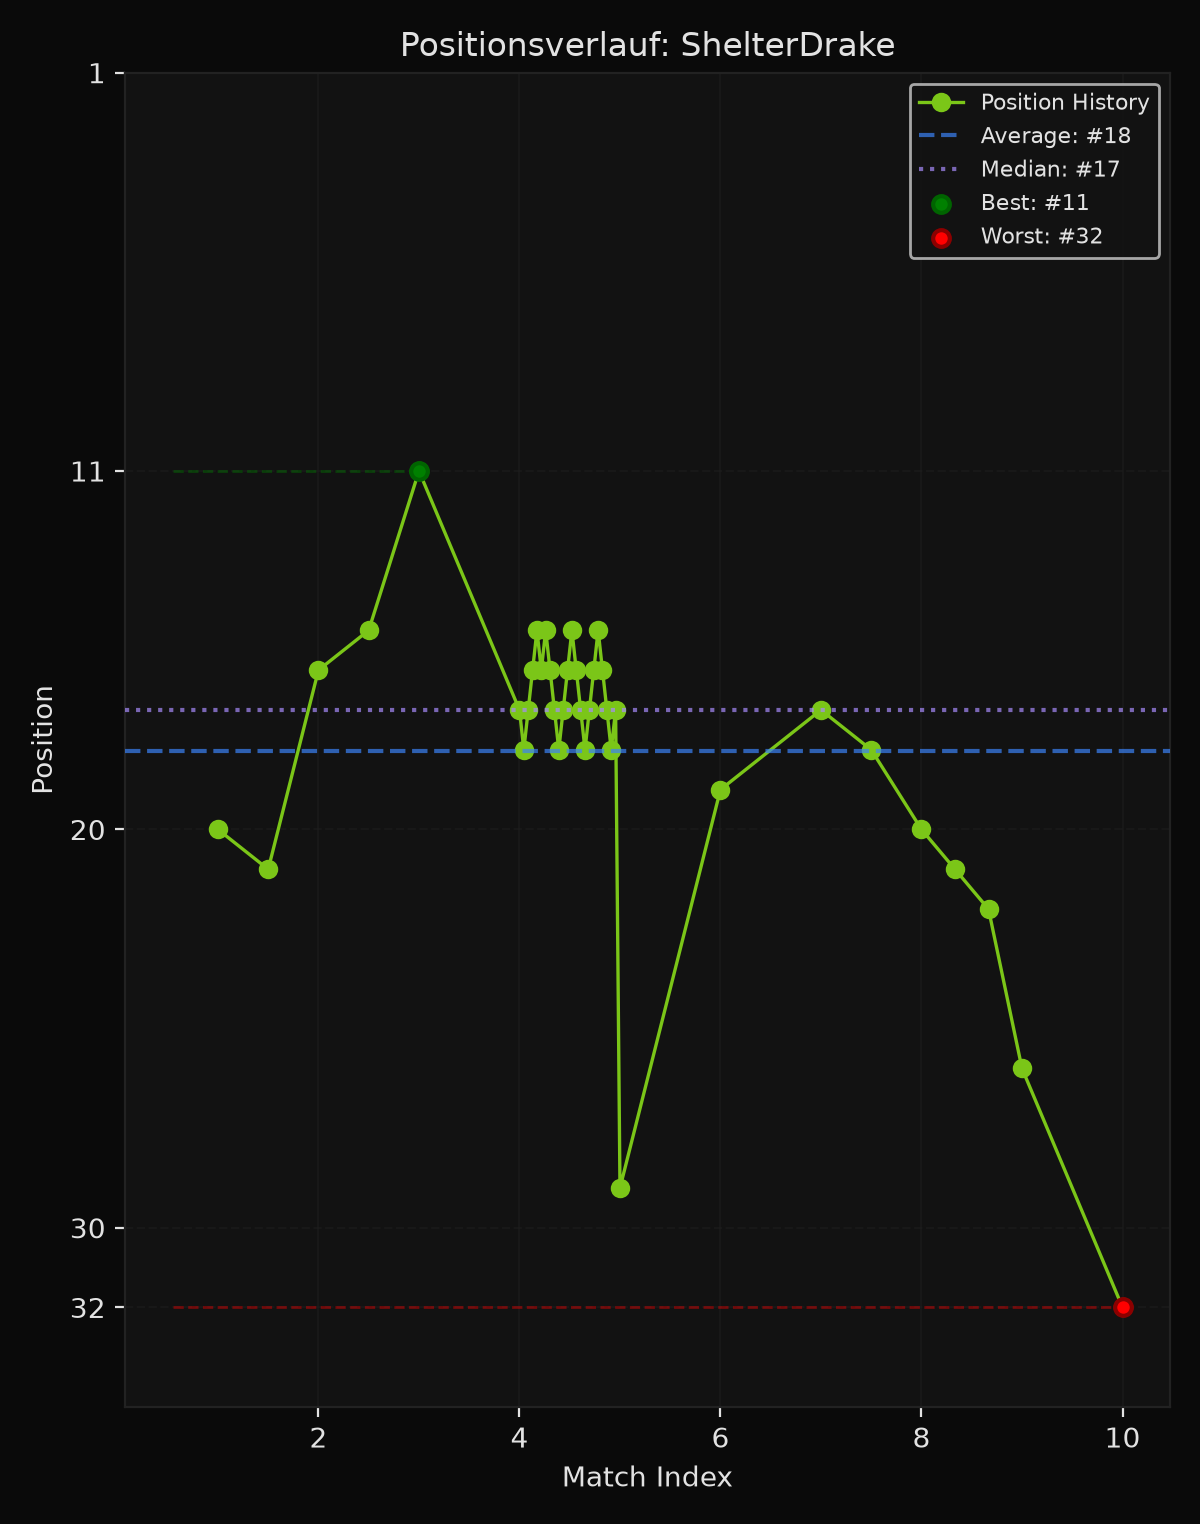 Positionsverlauf: ShelterDrake
Position History
Average: #18
Median: #17
Best: #11
Worst: #32
Position
1
11
20
30
32
2 4 6 8 10
Match Index